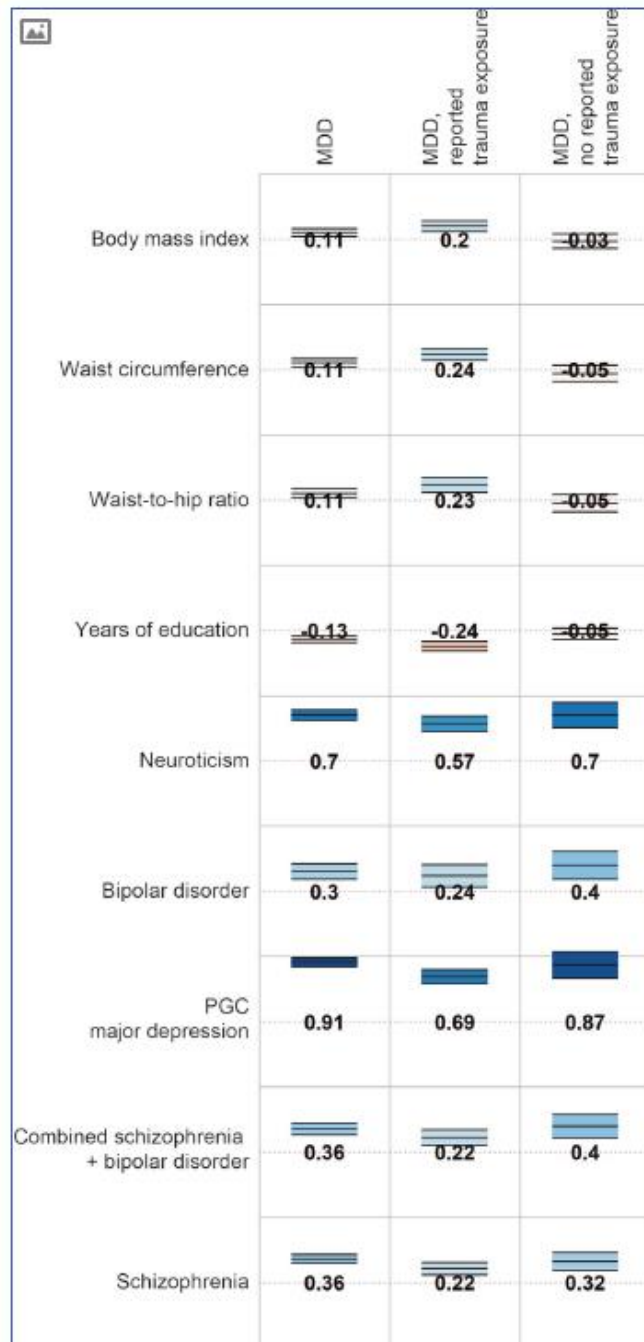 MDD
MDD,
reported
trauma exposure
MDD,
no reported
trauma exposure
Body mass index
0.11
0.2
-0.03
Waist circumference
0.11
0.24
-0.05
Waist-to-hip ratio
0.11
0.23
-0.05
Years of education
-0.13
-0.24
-0.05
Neuroticism
0.7
0.57
0.7
Bipolar disorder
0.3
0.24
0.4
PGC
major depression
0.91
0.69
0.87
Combined schizophrenia
+ bipolar disorder
0.36
0.22
0.4
Schizophrenia
0.36
0.22
0.32